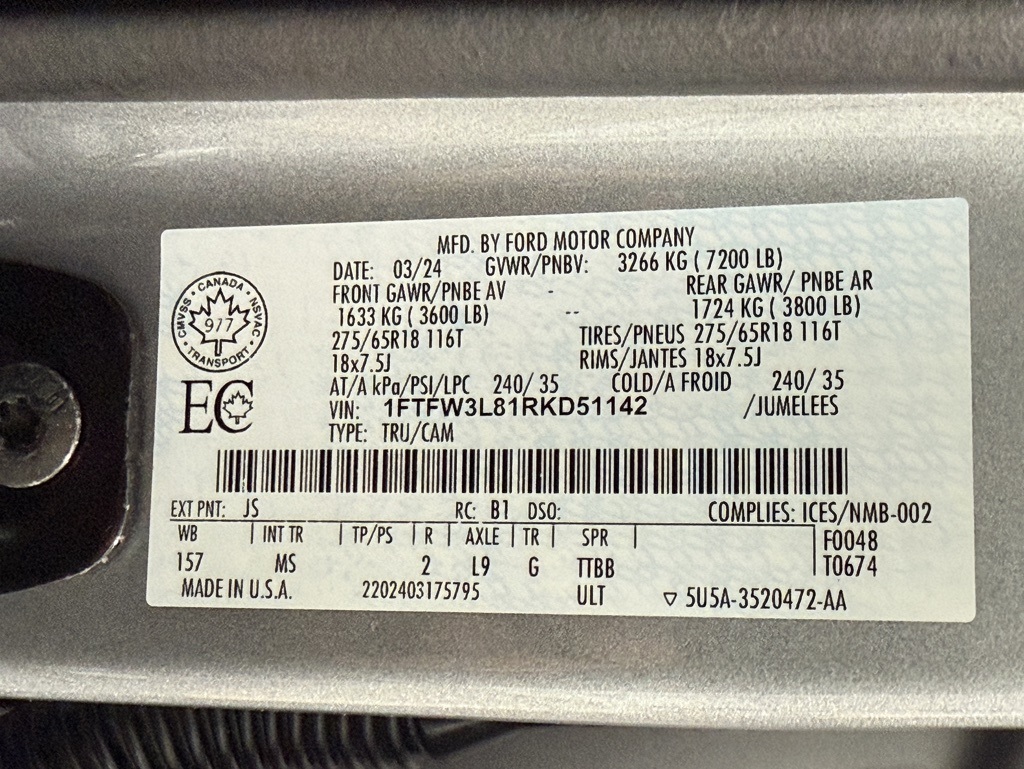 MFD. BY FORD MOTOR COMPANY
DATE: 03/24 GVWR/PNBV: 3266 KG ( 7200 LB)
FRONT GAWR/PNBE AV - REAR GAWR/ PNBE AR
1633 KG ( 3600 LB) -- 1724 KG ( 3800 LB)
275/65R18 116T TIRES/PNEUS 275/65R18 116T
18x7.5J RIMS/JANTES 18x7.5J
AT/A kPa/PSI/LPC 240/ 35 COLD/A FROID 240/ 35
VIN: 1FTFW3L81RKD51142 /JUMELEES
TYPE: TRU/CAM
CANADA
CMVSS · NSVAC
977
TRANSPORT
EC
EXT PNT: JS RC: B1 DSO: COMPLIES: ICES/NMB-002
WB | INT TR | TP/PS | R | AXLE | TR | SPR | F0048
157 MS 2 L9 G TTBB T0674
MADE IN U.S.A. 2202403175795 ULT ▽ 5U5A-3520472-AA